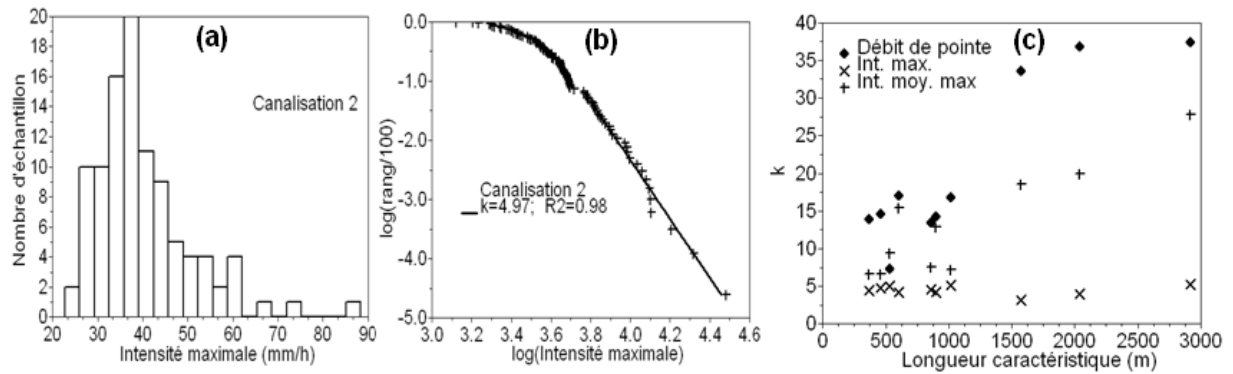 (a)
Canalisation 2
Nombre d'échantillon
20
18
16
14
12
10
8
6
4
2
0
20 30 40 50 60 70 80 90
Intensité maximale (mm/h)
(b)
log(rang/100)
0.0
-1.0
-2.0
-3.0
-4.0
-5.0
Canalisation 2
k=4.97; R2=0.98
3.0 3.2 3.4 3.6 3.8 4.0 4.2 4.4 4.6
log(Intensité maximale)
(c)
Débit de pointe
Int. max.
Int. moy. max
k
40
35
30
25
20
15
10
5
0
0 500 1000 1500 2000 2500 3000
Longueur caractéristique (m)